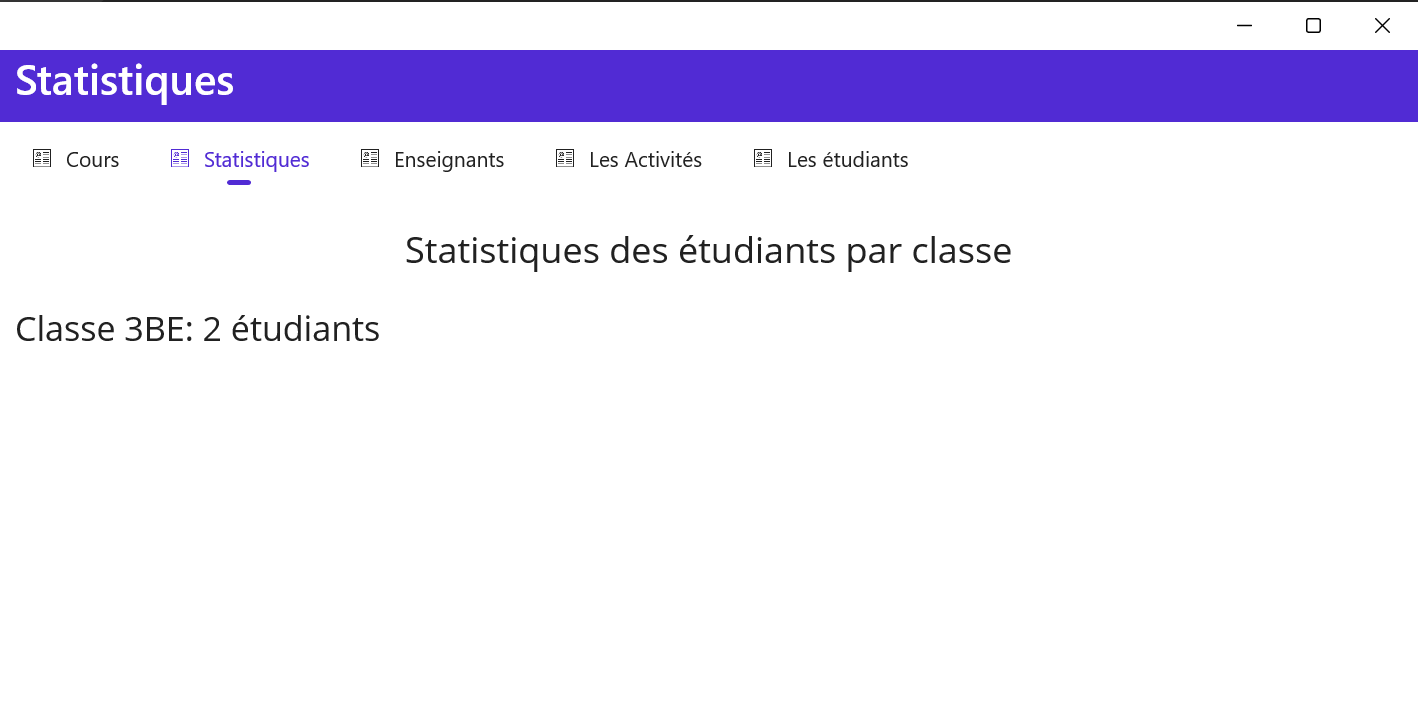 Statistiques
Cours Statistiques Enseignants Les Activités Les étudiants
Statistiques des étudiants par classe
Classe 3BE: 2 étudiants